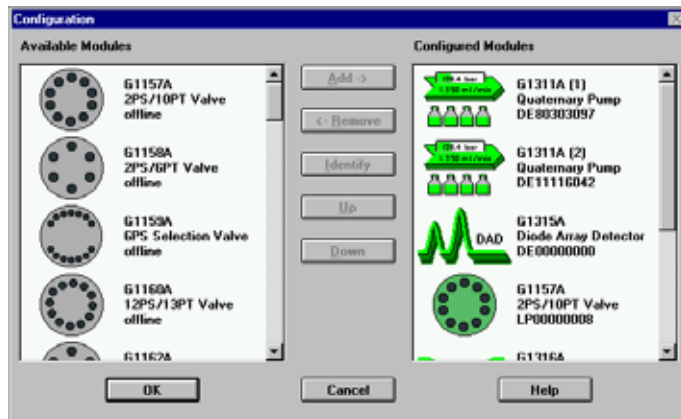 Configuration
Available Modules
G1157A
2PS/10PT Valve
offline
G1158A
2PS/6PT Valve
offline
G1159A
6PS Selection Valve
offline
G1160A
12PS/13PT Valve
offline
G1162A
Add ->
<- Remove
Identify
Up
Down
Configured Modules
G1311A (1)
Quaternary Pump
DE80303097
G1311A (2)
Quaternary Pump
DE11116042
DAD
G1315A
Diode Array Detector
DE00000000
G1157A
2PS/10PT Valve
LP00000008
G1316A
OK
Cancel
Help